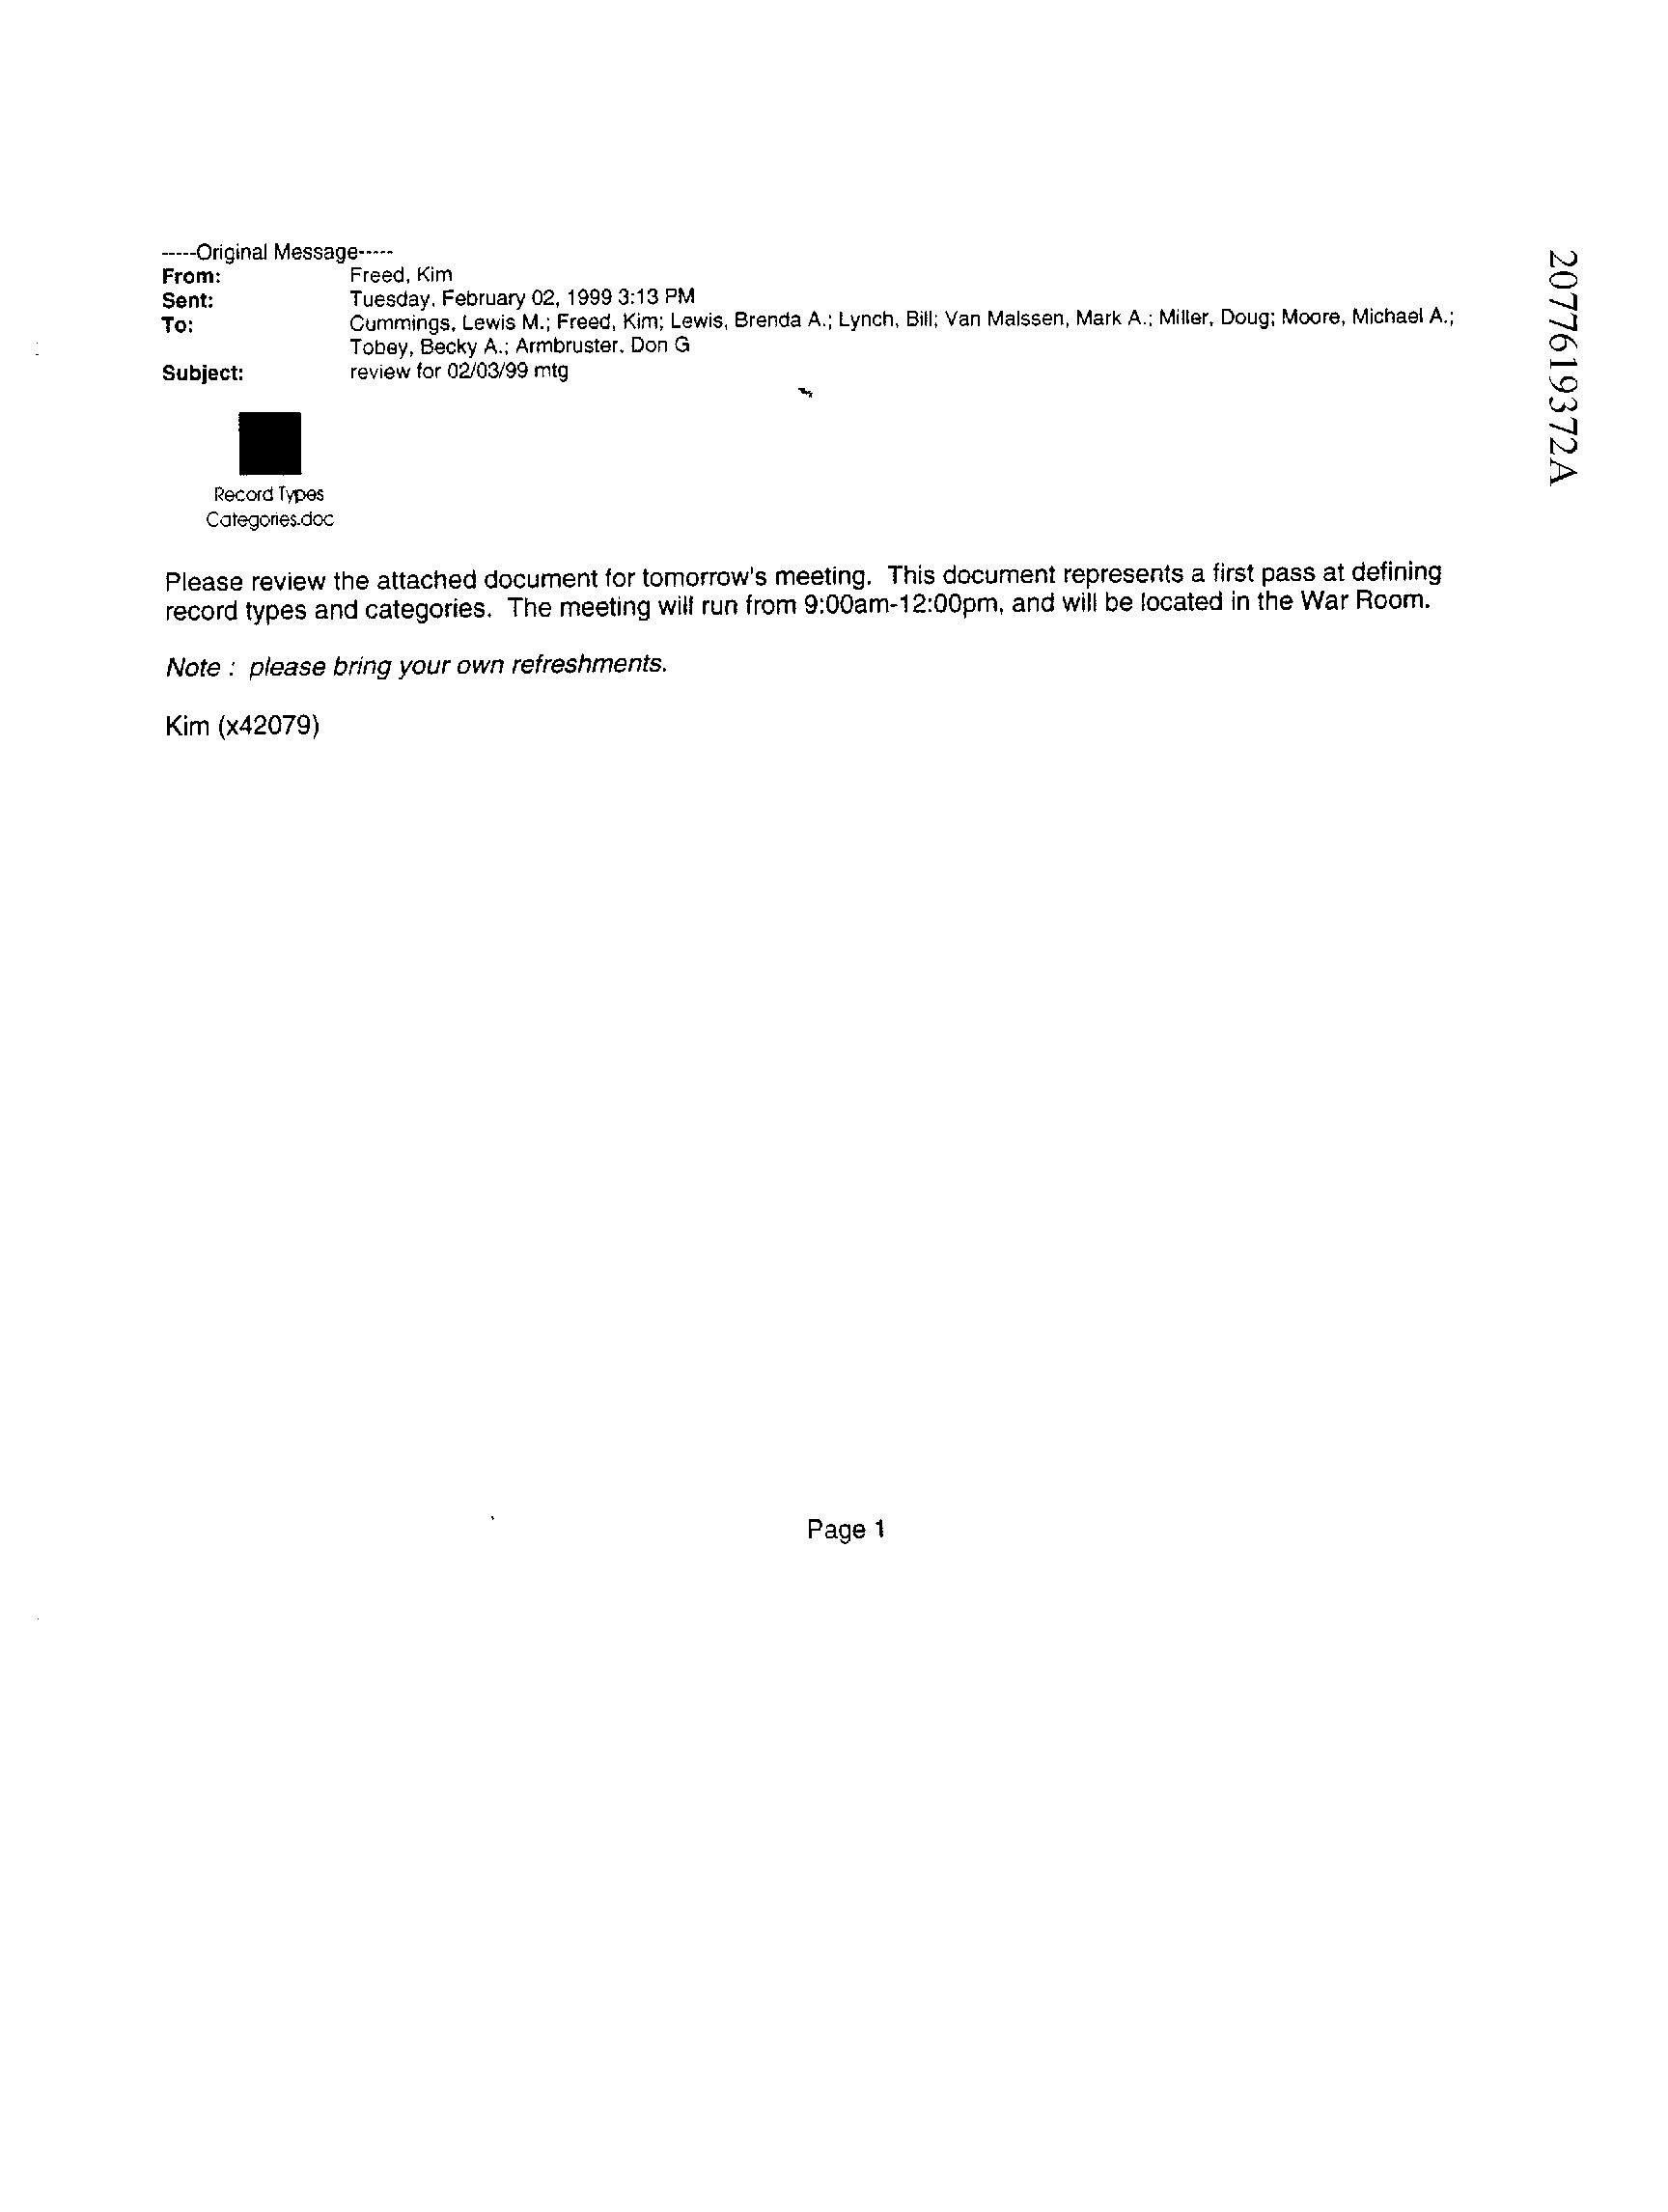 -----Original Message-----
From: Freed, Kim
Sent: Tuesday, February 02, 1999 3:13 PM
To: Cummings, Lewis M.; Freed, Kim; Lewis, Brenda A.; Lynch, Bill; Van Malssen, Mark A.; Miller, Doug; Moore, Michael A.;
Tobey, Becky A.; Armbruster, Don G
Subject: review for 02/03/99 mtg
Record Types
Categories.doc
Please review the attached document for tomorrow's meeting. This document represents a first pass at defining
record types and categories. The meeting will run from 9:00am-12:00pm, and will be located in the War Room.
Note : please bring your own refreshments.
Kim (x42079)
Page 1
2077619372A